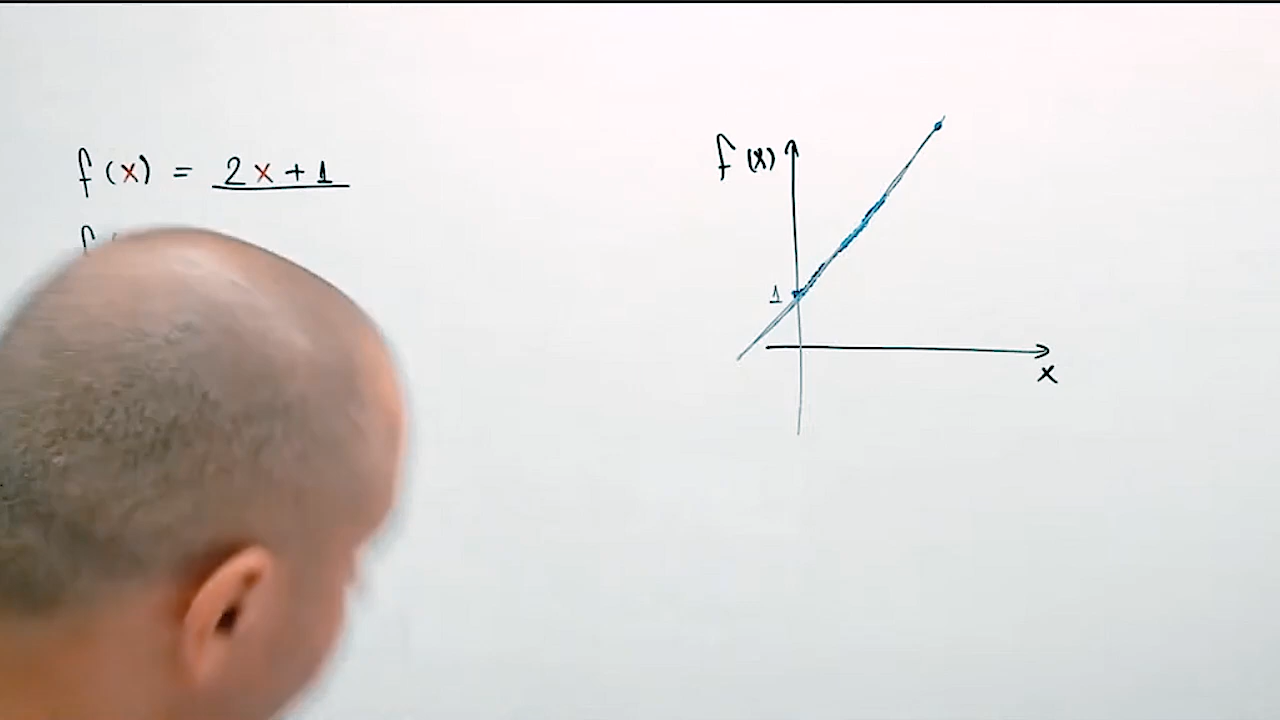 f(x) = 2x+1
f(x)
1
x